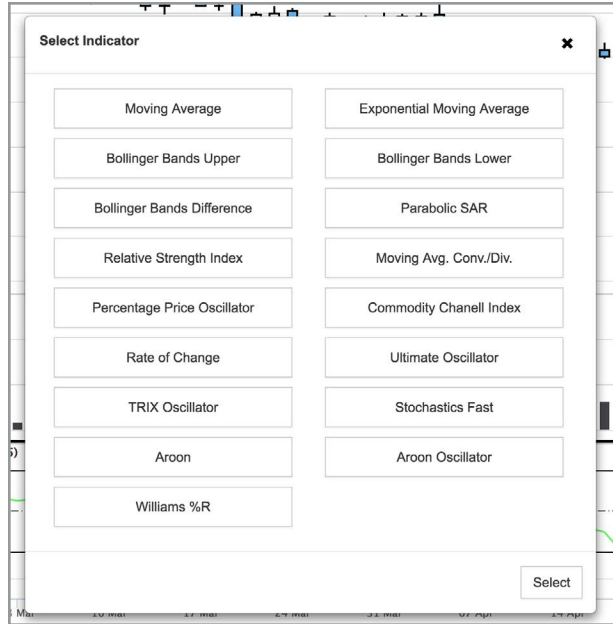 Select Indicator
Moving Average
Exponential Moving Average
Bollinger Bands Upper
Bollinger Bands Lower
Bollinger Bands Difference
Parabolic SAR
Relative Strength Index
Moving Avg. Conv./Div.
Percentage Price Oscillator
Commodity Chanell Index
Rate of Change
Ultimate Oscillator
TRIX Oscillator
Stochastics Fast
Aroon
Aroon Oscillator
Williams %R
Select
Mar 10 Mar 17 Mar 24 Mar 31 Mar 07 Apr 14 Apr